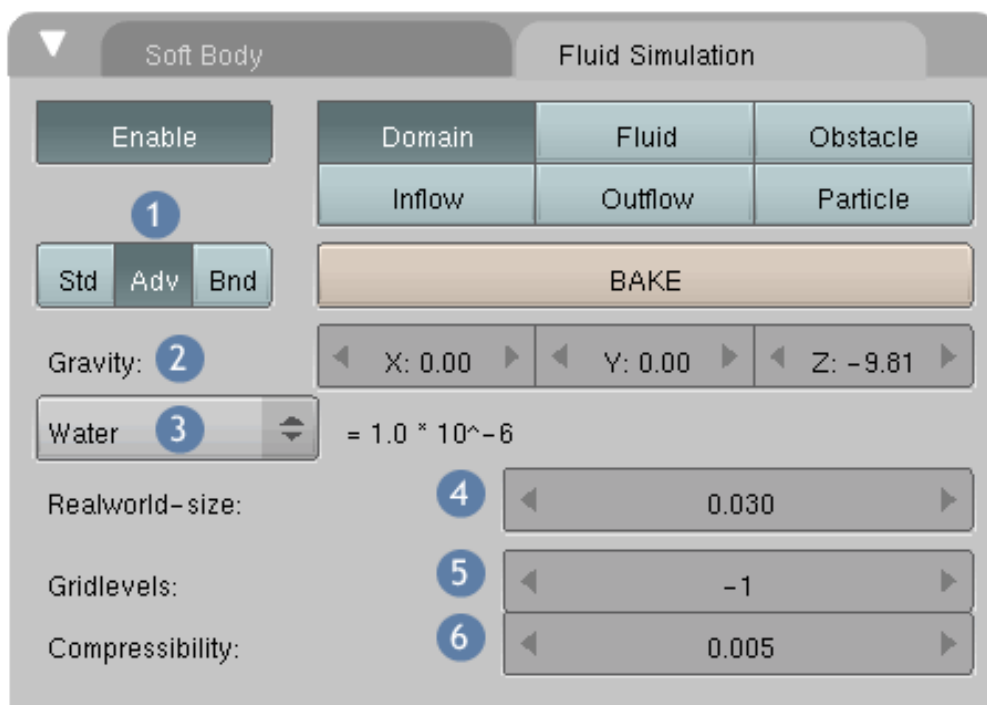 Soft Body Fluid Simulation
Enable Domain Fluid Obstacle
Inflow Outflow Particle
1
Std Adv Bnd BAKE
Gravity: 2 X: 0.00 Y: 0.00 Z: -9.81
Water 3 = 1.0 * 10^-6
Realworld-size: 4 0.030
Gridlevels: 5 -1
Compressibility: 6 0.005